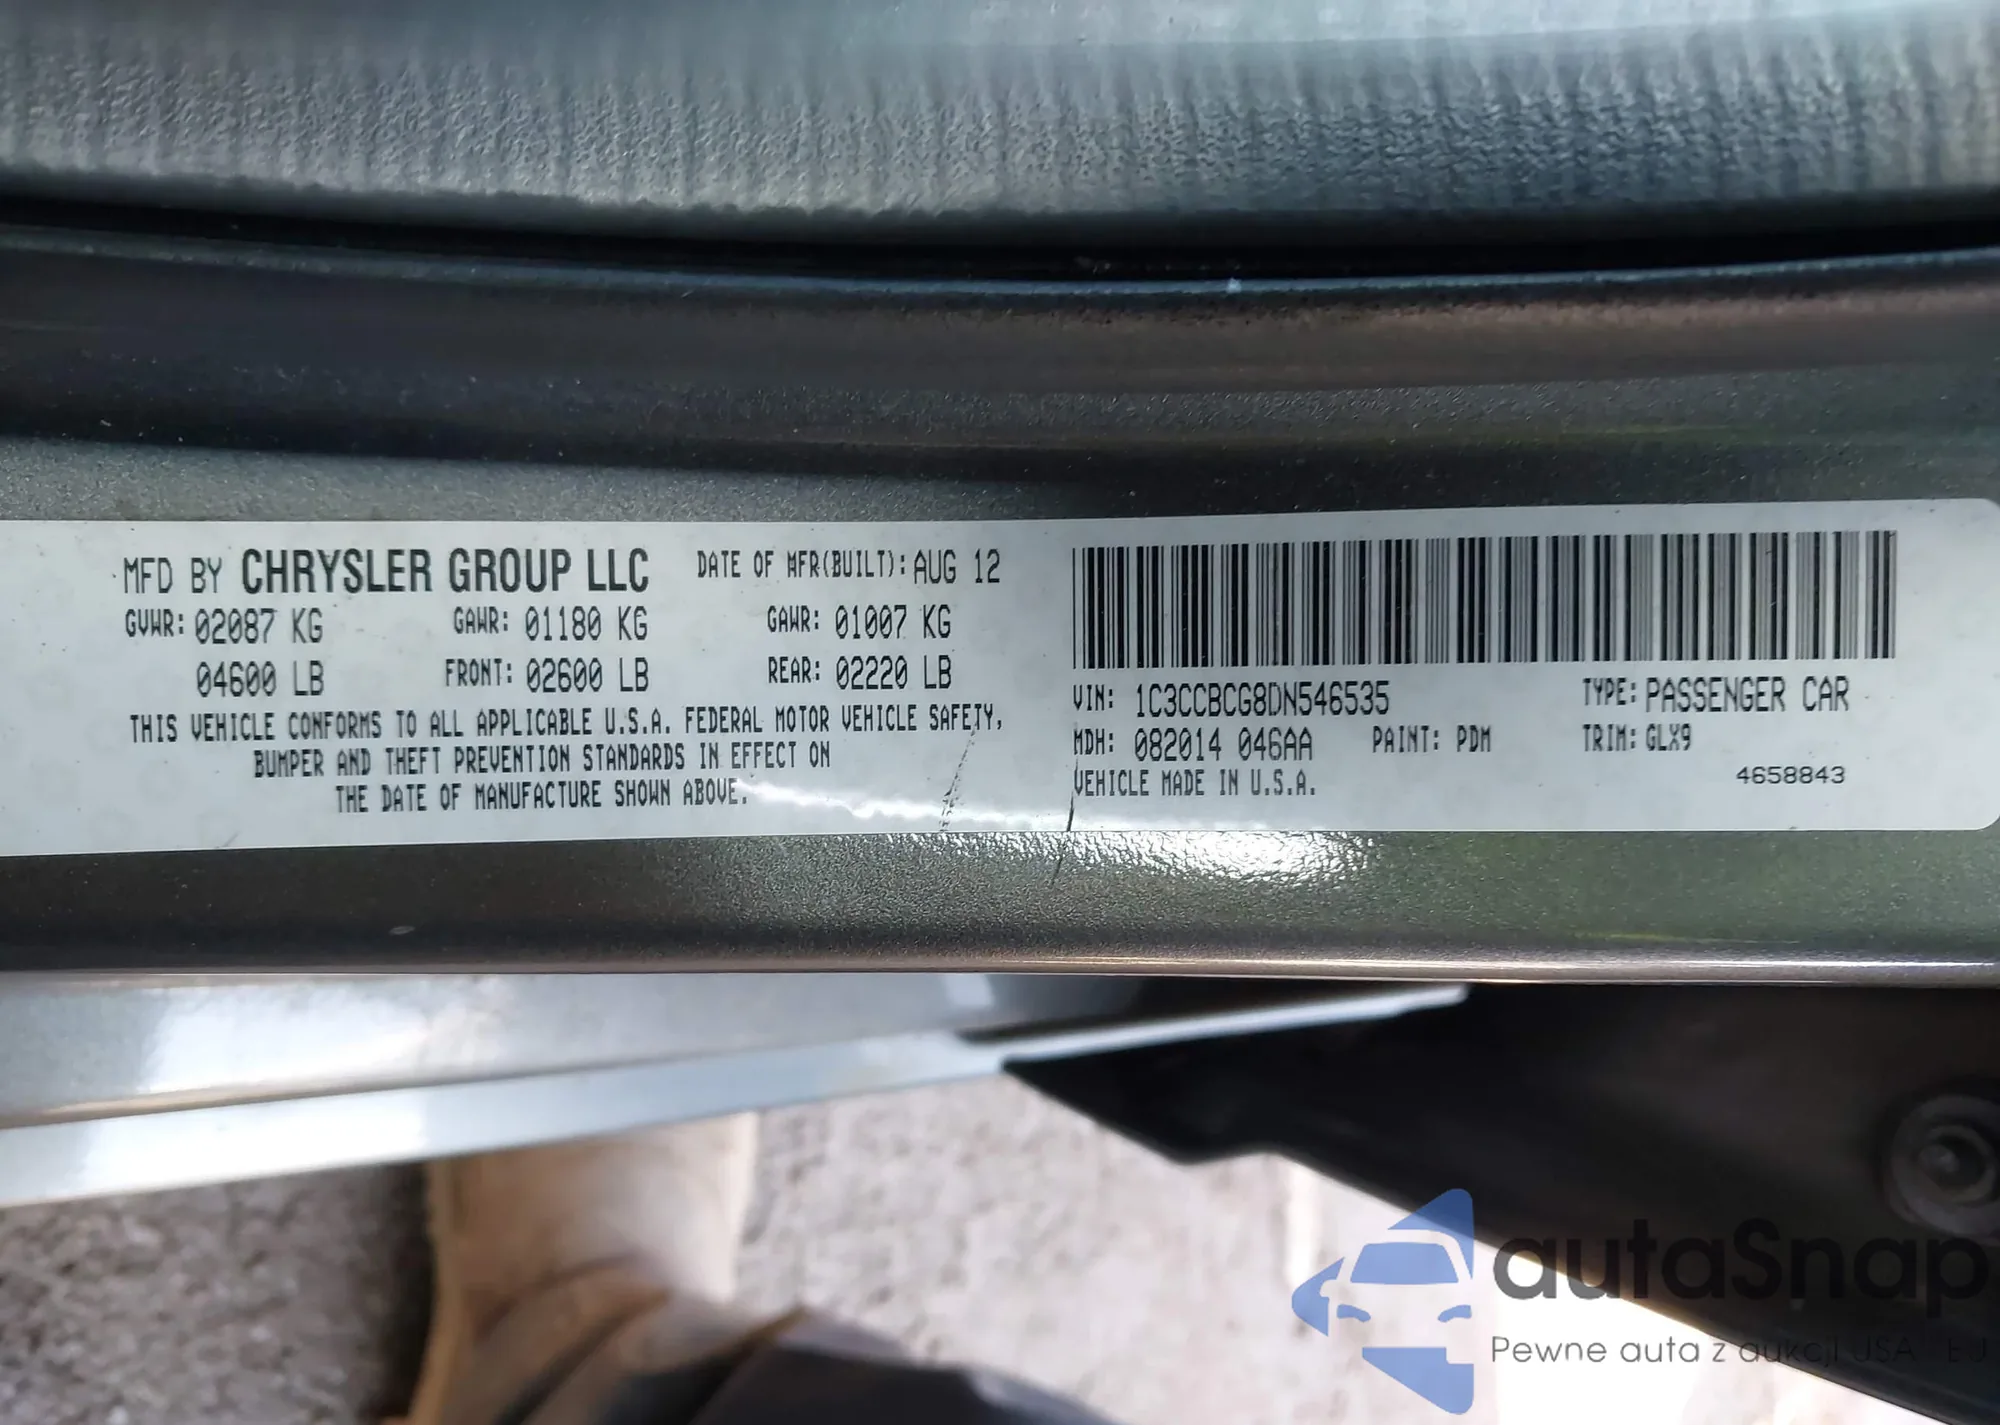 MFD BY CHRYSLER GROUP LLC DATE OF MFR(BUILT): AUG 12
GVWR: 02087 KG GAWR: 01180 KG GAWR: 01007 KG
04600 LB FRONT: 02600 LB REAR: 02220 LB
THIS VEHICLE CONFORMS TO ALL APPLICABLE U.S.A. FEDERAL MOTOR VEHICLE SAFETY,
BUMPER AND THEFT PREVENTION STANDARDS IN EFFECT ON
THE DATE OF MANUFACTURE SHOWN ABOVE.
VIN: 1C3CCBCG8DN546535 TYPE: PASSENGER CAR
MDH: 082014 046AA PAINT: PDM TRIM: GLX9
VEHICLE MADE IN U.S.A. 4658843
autaSnap
Pewne auta z aukcji USA